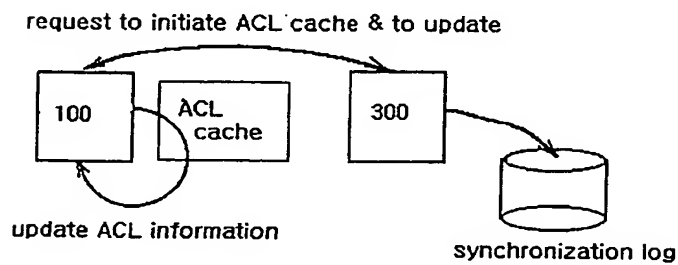 request to initiate ACL cache & to update
100
ACL
cache
300
update ACL information
synchronization log